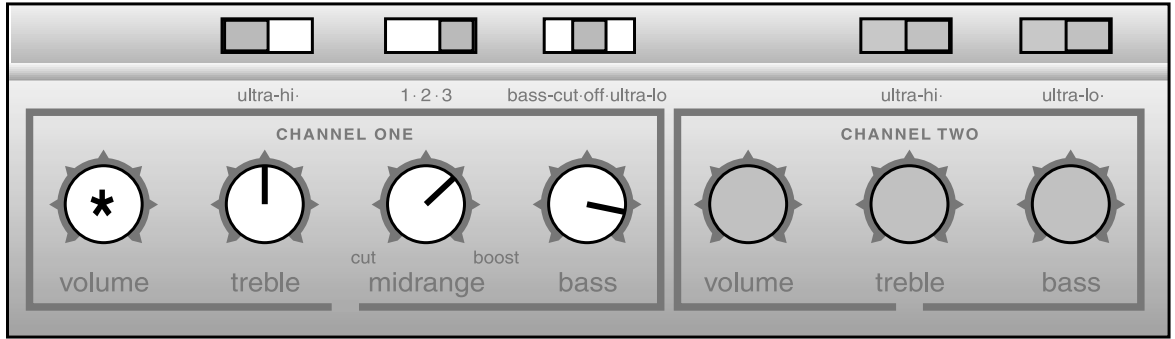 ultra-hi· 1·2·3 bass-cut·off·ultra-lo ultra-hi· ultra-lo·
CHANNEL ONE CHANNEL TWO
*
cut boost
volume treble midrange bass volume treble bass